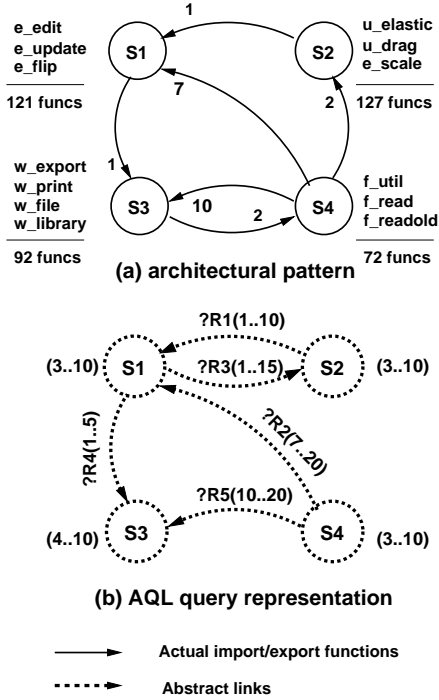 e_edit
e_update
e_flip
121 funcs
S1
1
S2
u_elastic
u_drag
e_scale
127 funcs
7
2
1
w_export
w_print
w_file
w_library
92 funcs
S3
10
2
S4
f_util
f_read
f_readold
72 funcs
(a) architectural pattern
?R1(1..10)
(3..10)
S1
?R3(1..15)
S2
(3..10)
?R4(1..5)
?R2(7..20)
?R5(10..20)
(4..10)
S3
S4
(3..10)
(b) AQL query representation
Actual import/export functions
Abstract links